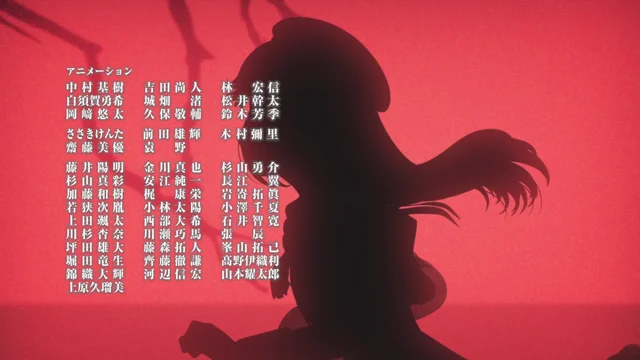 アニメーション
中村基樹 吉田尚人 林宏信
白須賀勇希 城畑渚 松井幹太
岡﨑悠太 久保敬輔 鈴木芳季
ささきけんた 前田雄輝 木村彌里
齋藤美優 袁野
藤井陽明 金川真也 杉山勇介
杉山真彩 安江純一 長江翼
加藤和樹 梶康栄 岩嵜拓眞
若狭次胤 小林太陽 小澤千夏
上田颯太 西部大希 石井智寛
川杉杏奈 川瀬巧馬 張辰
坪田雄大 藤森拓人 峯山拓己
堀田竜生 齊藤徹謙 高野伊織利
錦織大輝 河辺信宏 山本耀太郎
上原久瑠美